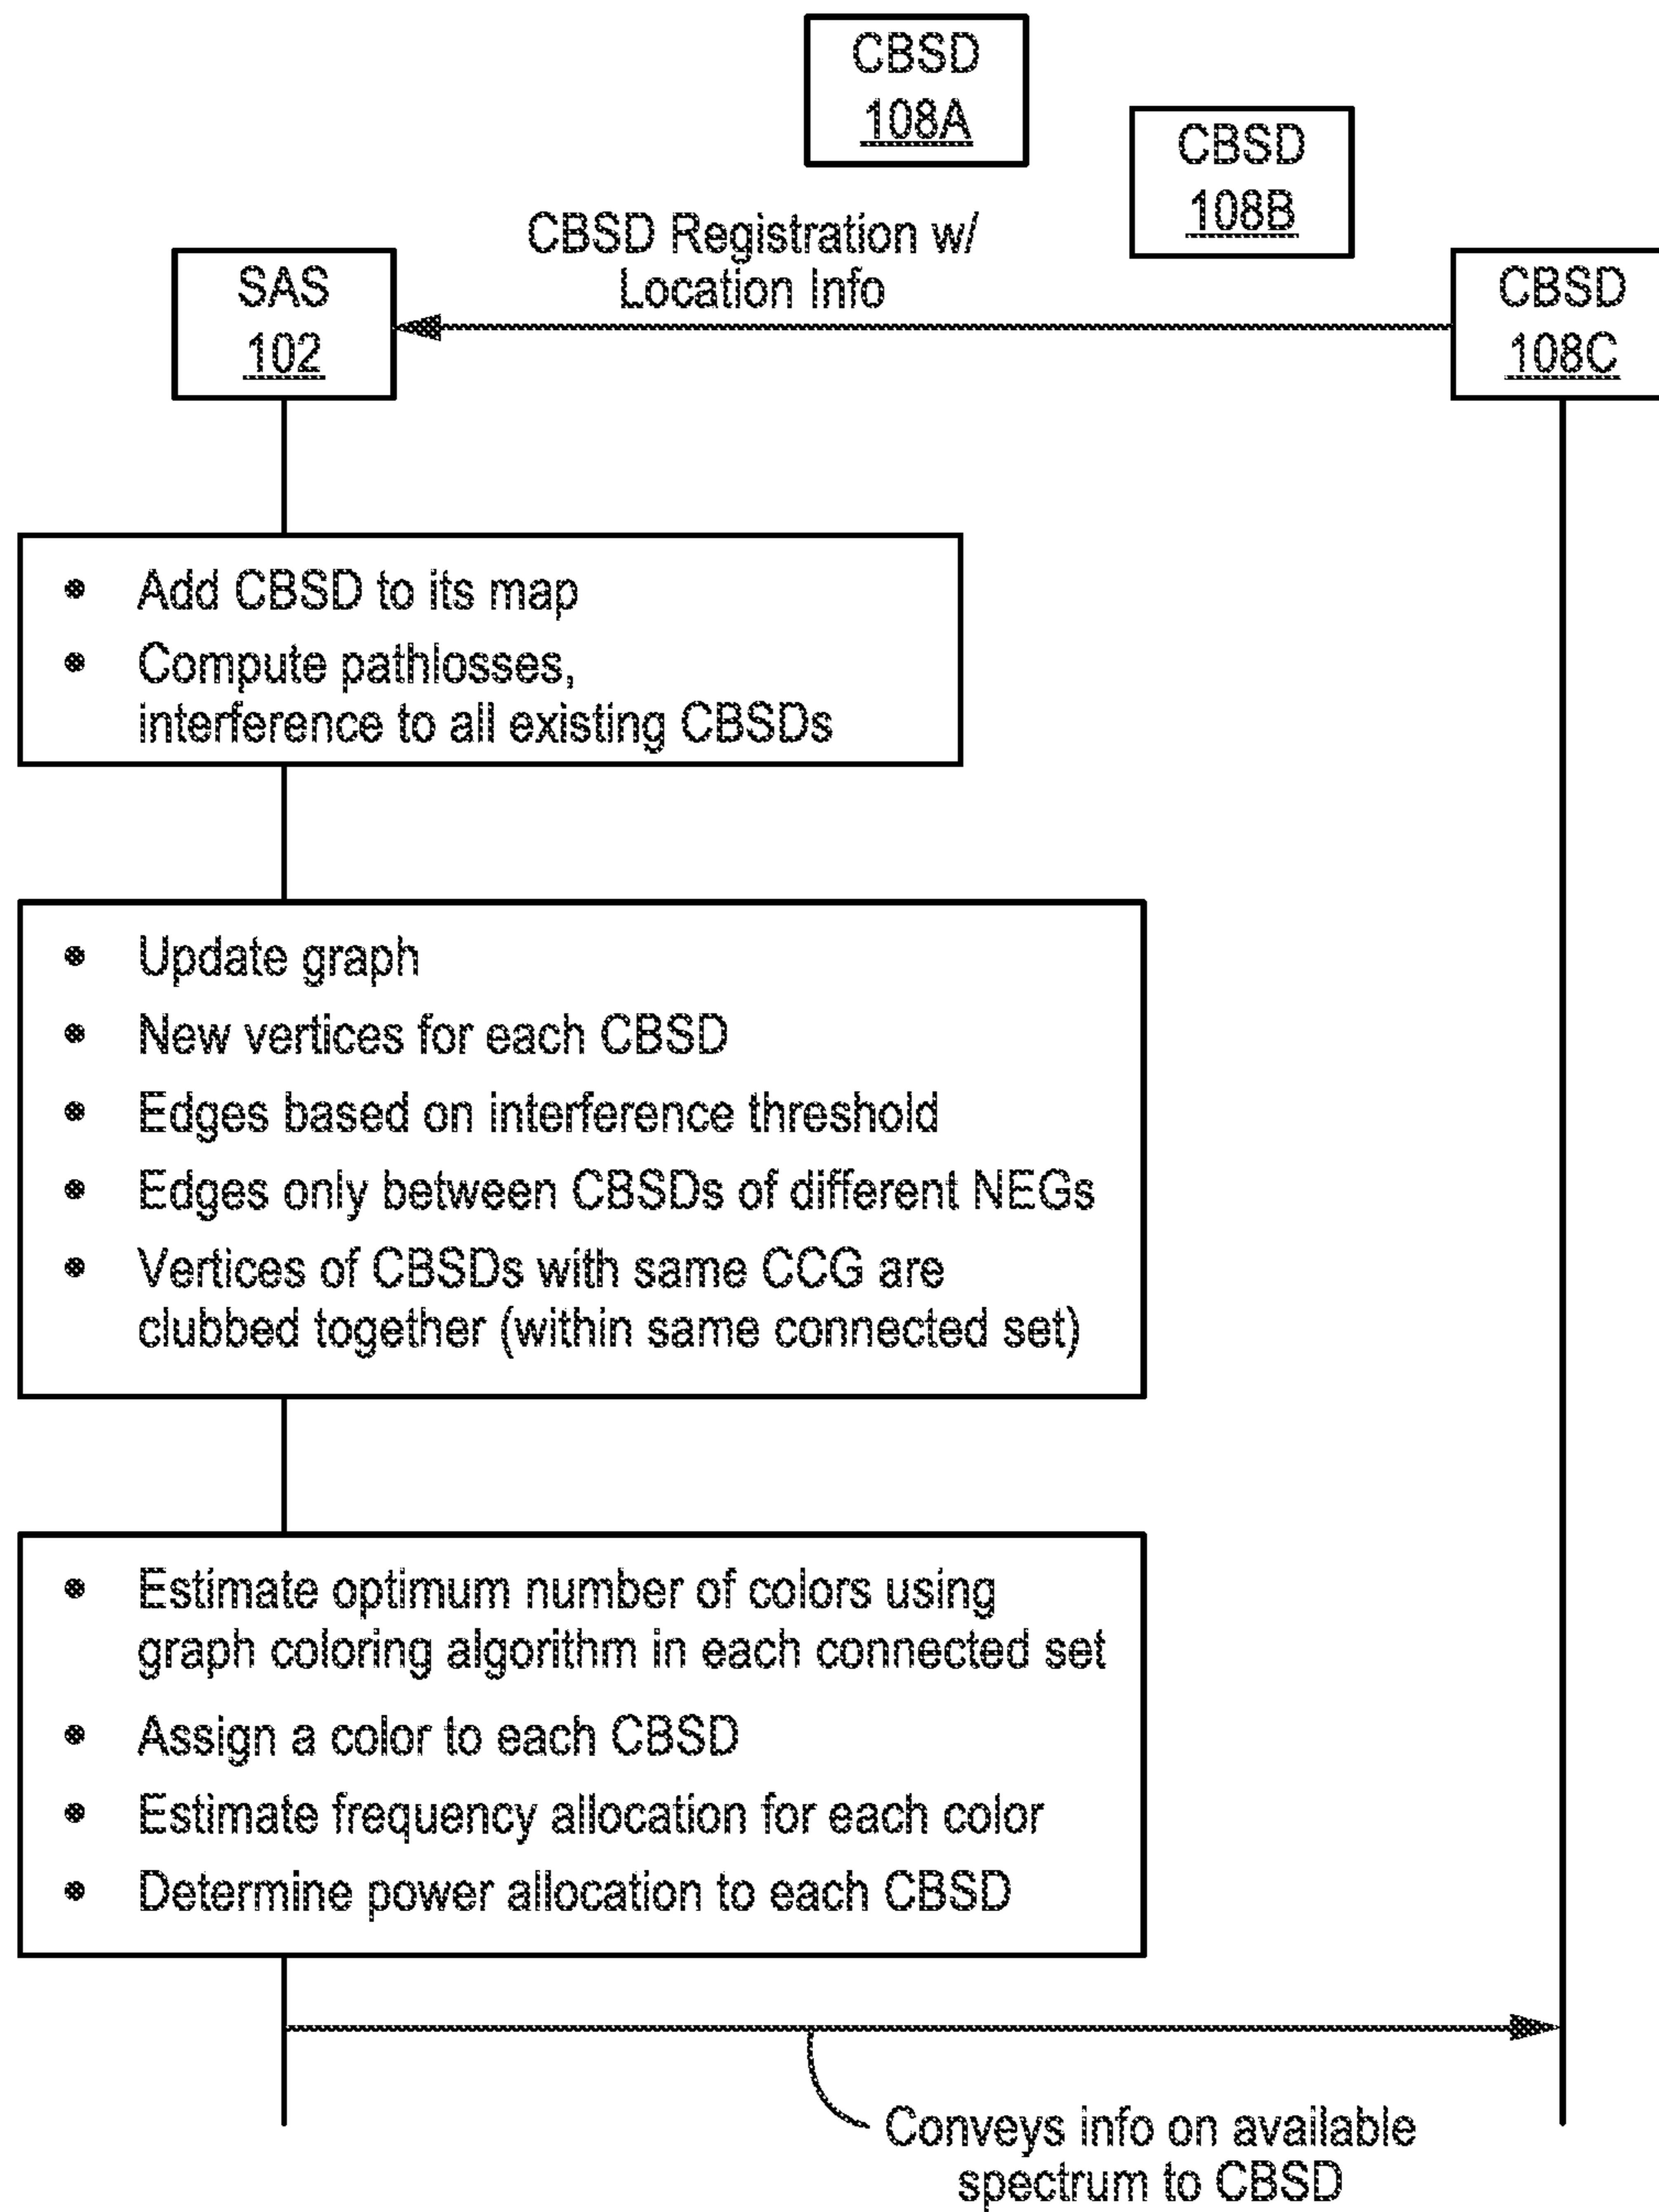 CBSD
108A
CBSD
108B
CBSD Registration w/
Location Info
SAS
102
CBSD
108C
• Add CBSD to its map
• Compute pathlosses,
interference to all existing CBSDs
• Update graph
• New vertices for each CBSD
• Edges based on interference threshold
• Edges only between CBSDs of different NEGs
• Vertices of CBSDs with same CCG are
clubbed together (within same connected set)
• Estimate optimum number of colors using
graph coloring algorithm in each connected set
• Assign a color to each CBSD
• Estimate frequency allocation for each color
• Determine power allocation to each CBSD
Conveys info on available
spectrum to CBSD